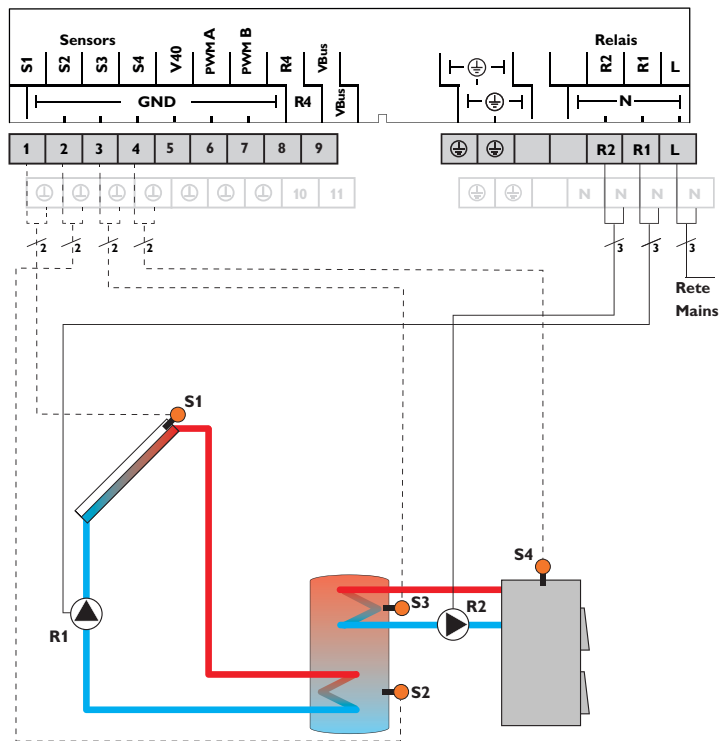 Sensors
Relais
S1 S2 S3 S4 V40 PWM A PWM B R4 VBus
R2 R1 L
GND R4 VBus
N
1 2 3 4 5 6 7 8 9
R2 R1 L
10 11
N N N N
2 2 2 2
3 3 3
Rete
Mains
S1
S4
S3
R2
R1
S2